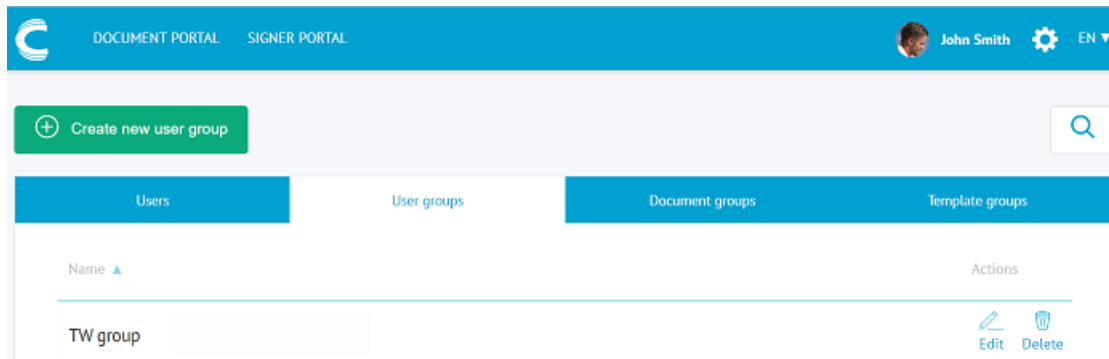 DOCUMENT PORTAL SIGNER PORTAL John Smith EN
Create new user group
Users User groups Document groups Template groups
Name Actions
TW group
Edit Delete